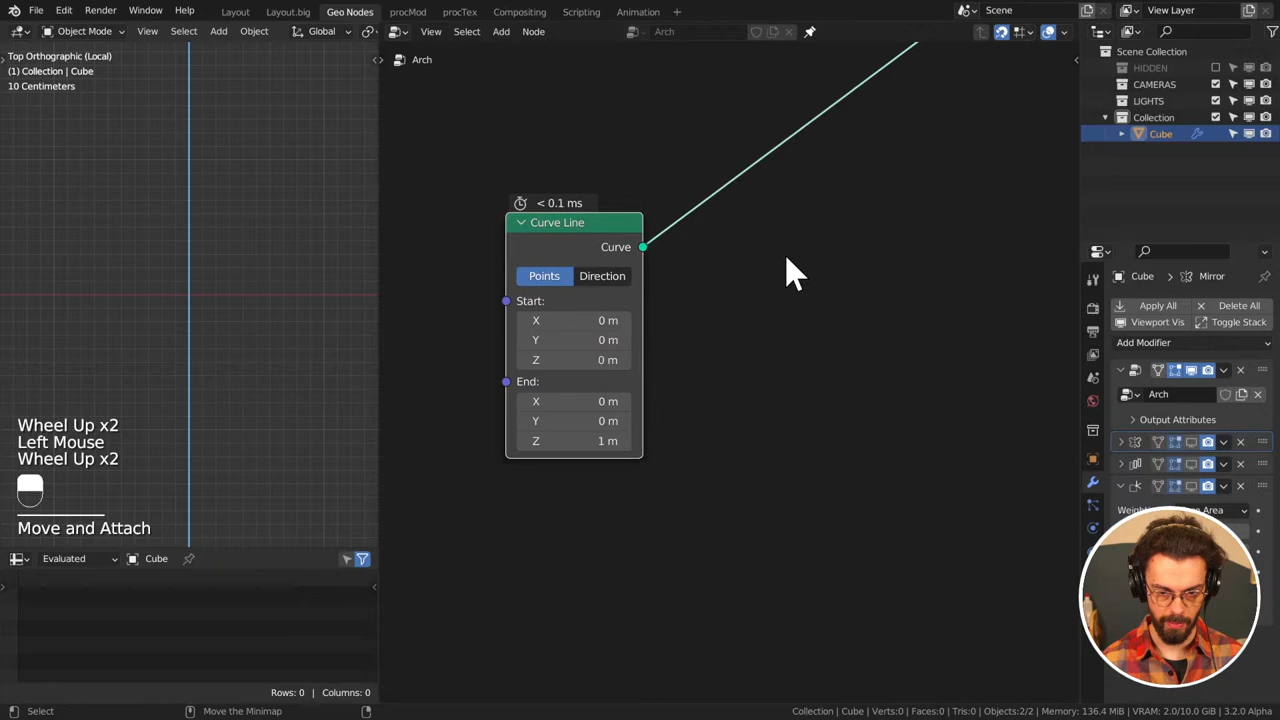 File Edit Render Window Help Layout Layout.big Geo Nodes procMod procTex Compositing Scripting Animation + Scene View Layer
Object Mode View Select Add Object Global View Select Add Node Arch
Top Orthographic (Local)
(1) Collection | Cube
10 Centimeters
Arch
< 0.1 ms
Curve Line
Curve
Points Direction
Start:
X 0 m
Y 0 m
Z 0 m
End:
X 0 m
Y 0 m
Z 1 m
Wheel Up x2
Left Mouse
Wheel Up x2
Move and Attach
Evaluated Cube
Rows: 0 | Columns: 0
Scene Collection
HIDDEN
CAMERAS
LIGHTS
Collection
Cube
Cube > Mirror
Apply All Delete All
Viewport Vis Toggle Stack
Add Modifier
Arch
Output Attributes
Area
Select Move the Minimap Collection | Cube | Verts:0 | Faces:0 | Tris:0 | Objects:2/2 | Memory: 136.4 MiB | VRAM: 2.0/10.0 GiB | 3.2.0 Alpha